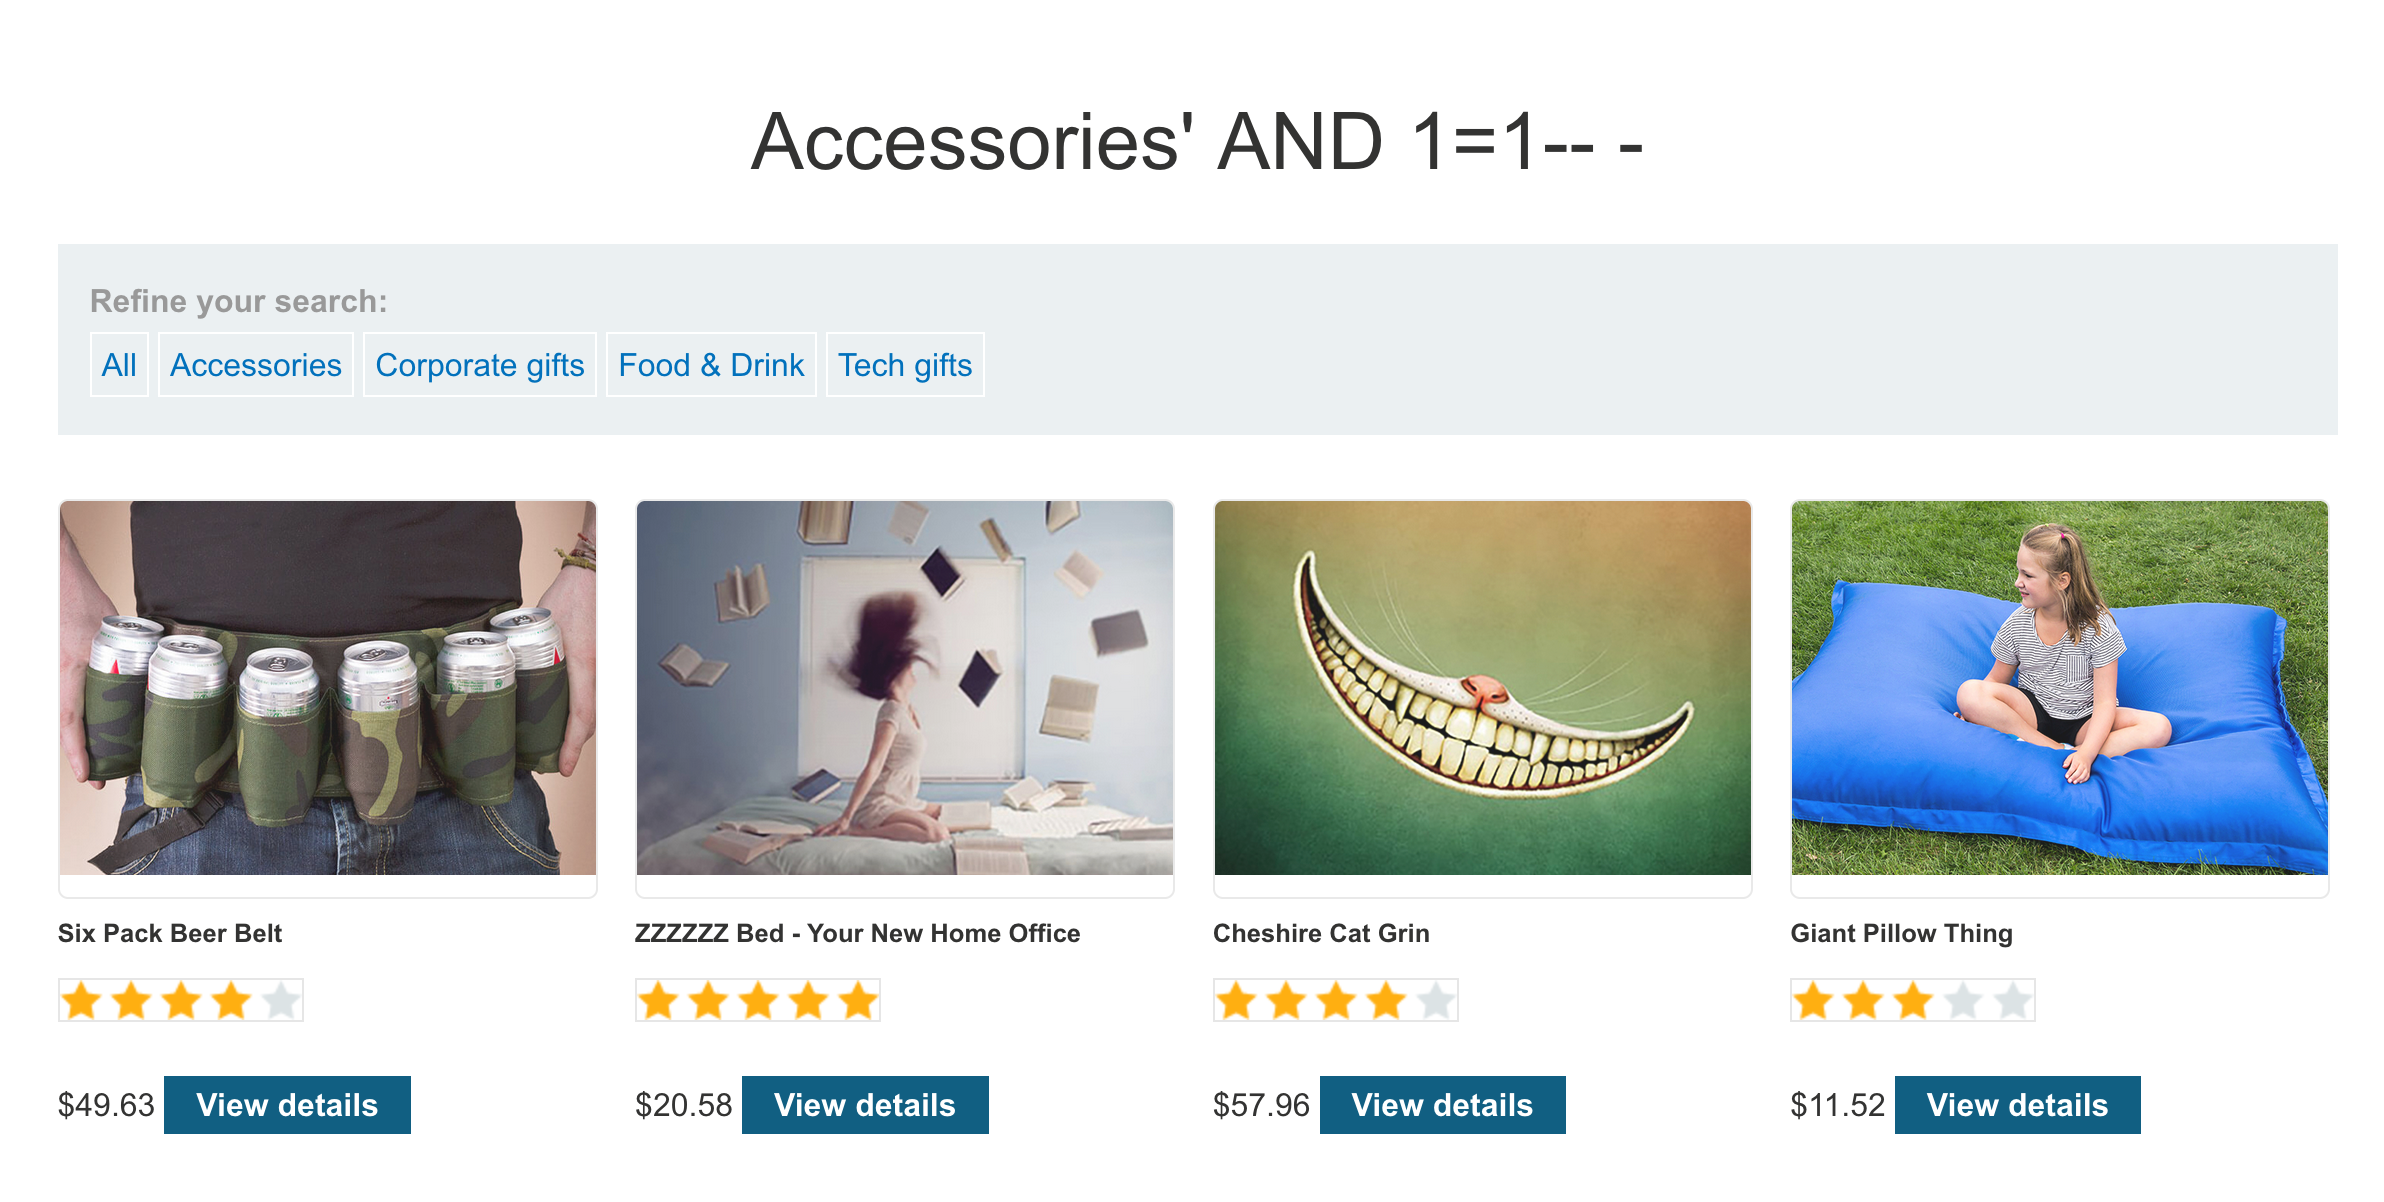 Accessories' AND 1=1-- -
Refine your search:
All Accessories Corporate gifts Food & Drink Tech gifts
Six Pack Beer Belt
ZZZZZZ Bed - Your New Home Office
Cheshire Cat Grin
Giant Pillow Thing
$49.63 View details
$20.58 View details
$57.96 View details
$11.52 View details